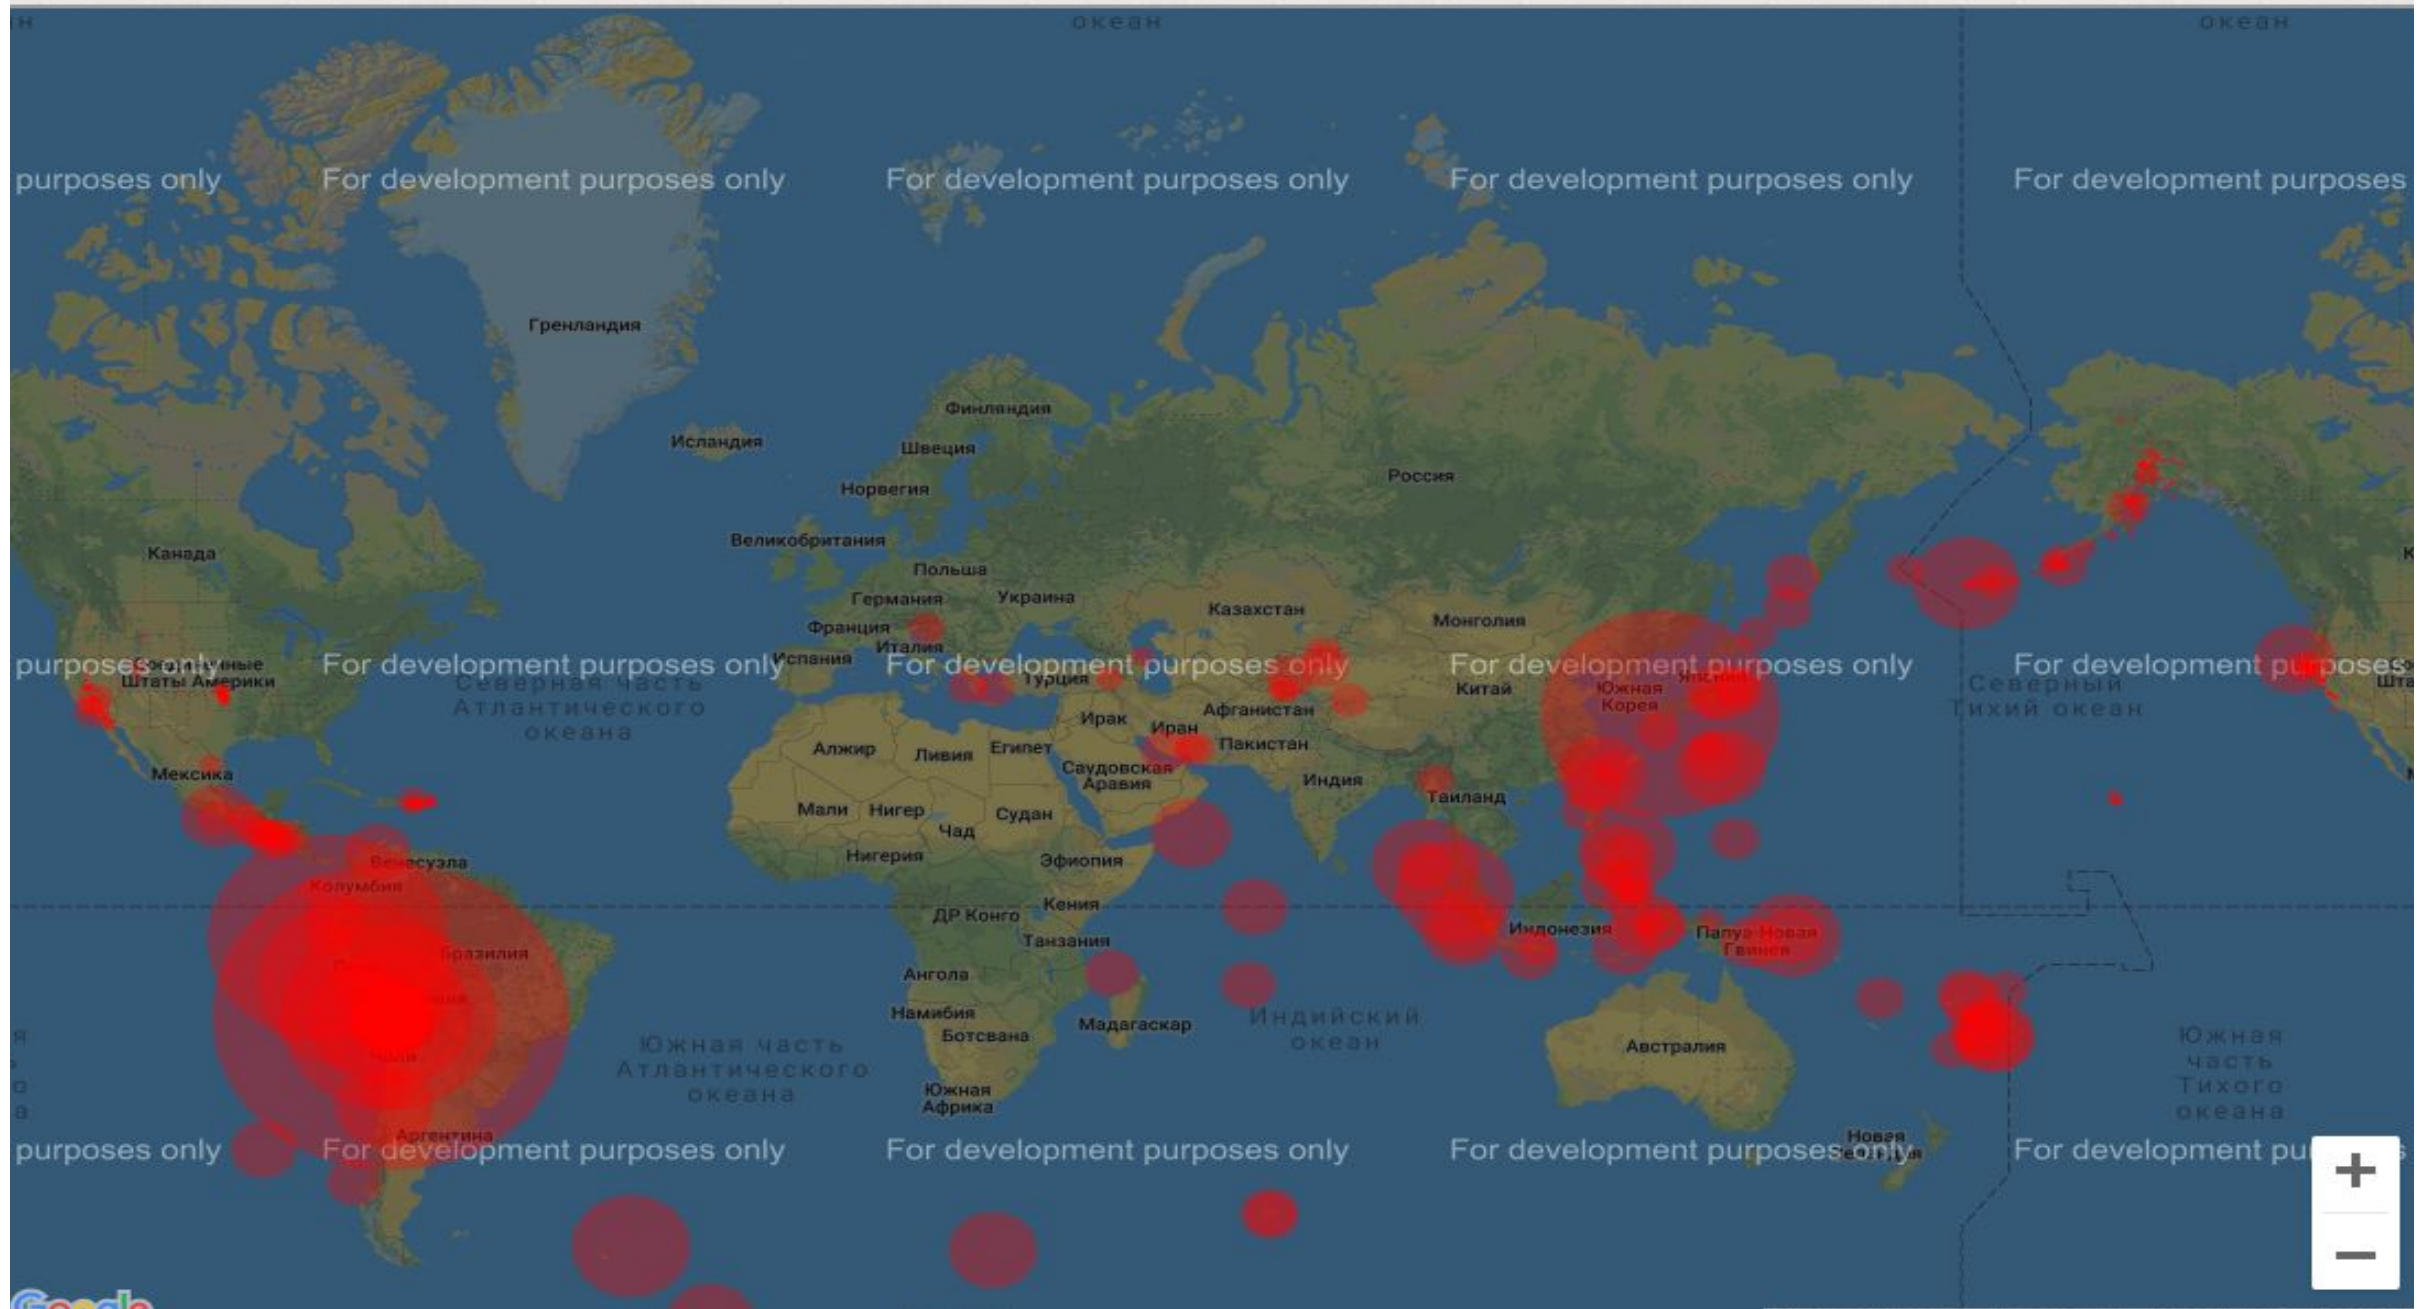 н
океан
океан
purposes only
For development purposes only
For development purposes only
For development purposes only
For development purposes
Гренландия
Финляндия
Исландия
Швеция
Россия
Норвегия
Великобритания
Канада
Польша
Германия
Украина
Казахстан
Монголия
Франция
Италия
Испания
purposes only
For development purposes only
For development purposes only
For development purposes only
For development purposes
Соединенные
Штаты Америки
Северная часть
Атлантического
океана
Турция
Китай
Южная
Корея
Япония
Северный
Тихий океан
Шта
Афганистан
Ирак
Иран
Пакистан
Алжир
Ливия
Египет
Саудовская
Аравия
Индия
Мексика
Таиланд
Мали
Нигер
Судан
Чад
Нигерия
Эфиопия
Венесуэла
Колумбия
Кения
ДР Конго
Танзания
Индонезия
Папуа-Новая
Гвинея
Бразилия
Ангола
Намибия
Ботсвана
Мадагаскар
Индийский
океан
Чили
Южная часть
Атлантического
океана
Австралия
Южная
часть
Тихого
океана
Южная
Африка
Аргентина
Новая
purposes only
For development purposes only
For development purposes only
For development purposes only
For development pu
+
−
Google